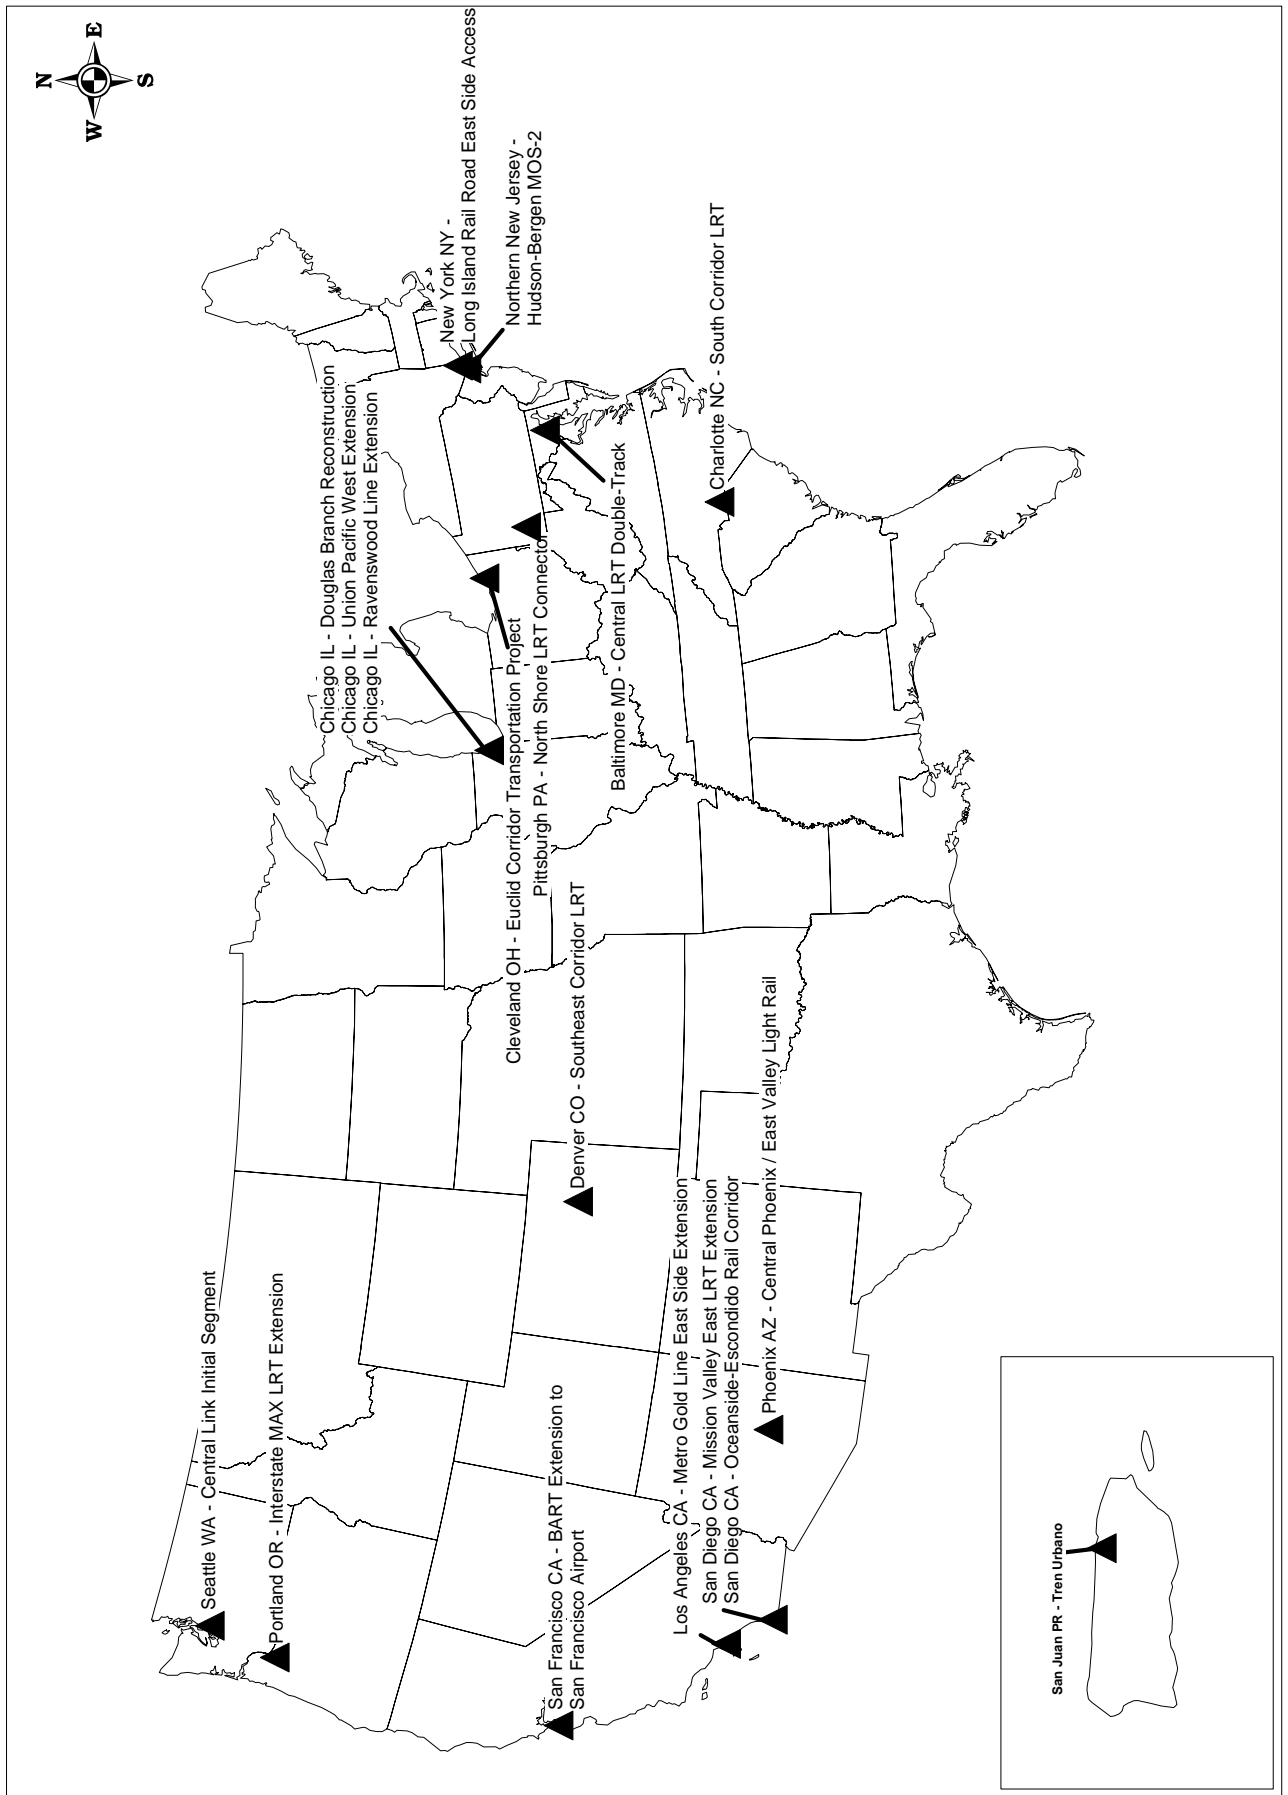 N
E
S
W
Seattle WA - Central Link Initial Segment
Portland OR - Interstate MAX LRT Extension
San Francisco CA - BART Extension to
San Francisco Airport
Los Angeles CA - Metro Gold Line East Side Extension
San Diego CA - Mission Valley East LRT Extension
San Diego CA - Oceanside-Escondido Rail Corridor
Phoenix AZ - Central Phoenix / East Valley Light Rail
Denver CO - Southeast Corridor LRT
Chicago IL - Douglas Branch Reconstruction
Chicago IL - Union Pacific West Extension
Chicago IL - Ravenswood Line Extension
Cleveland OH - Euclid Corridor Transportation Project
Pittsburgh PA - North Shore LRT Connector
Baltimore MD - Central LRT Double-Track
New York NY -
Long Island Rail Road East Side Access
Northern New Jersey -
Hudson-Bergen MOS-2
Charlotte NC - South Corridor LRT
San Juan PR - Tren Urbano